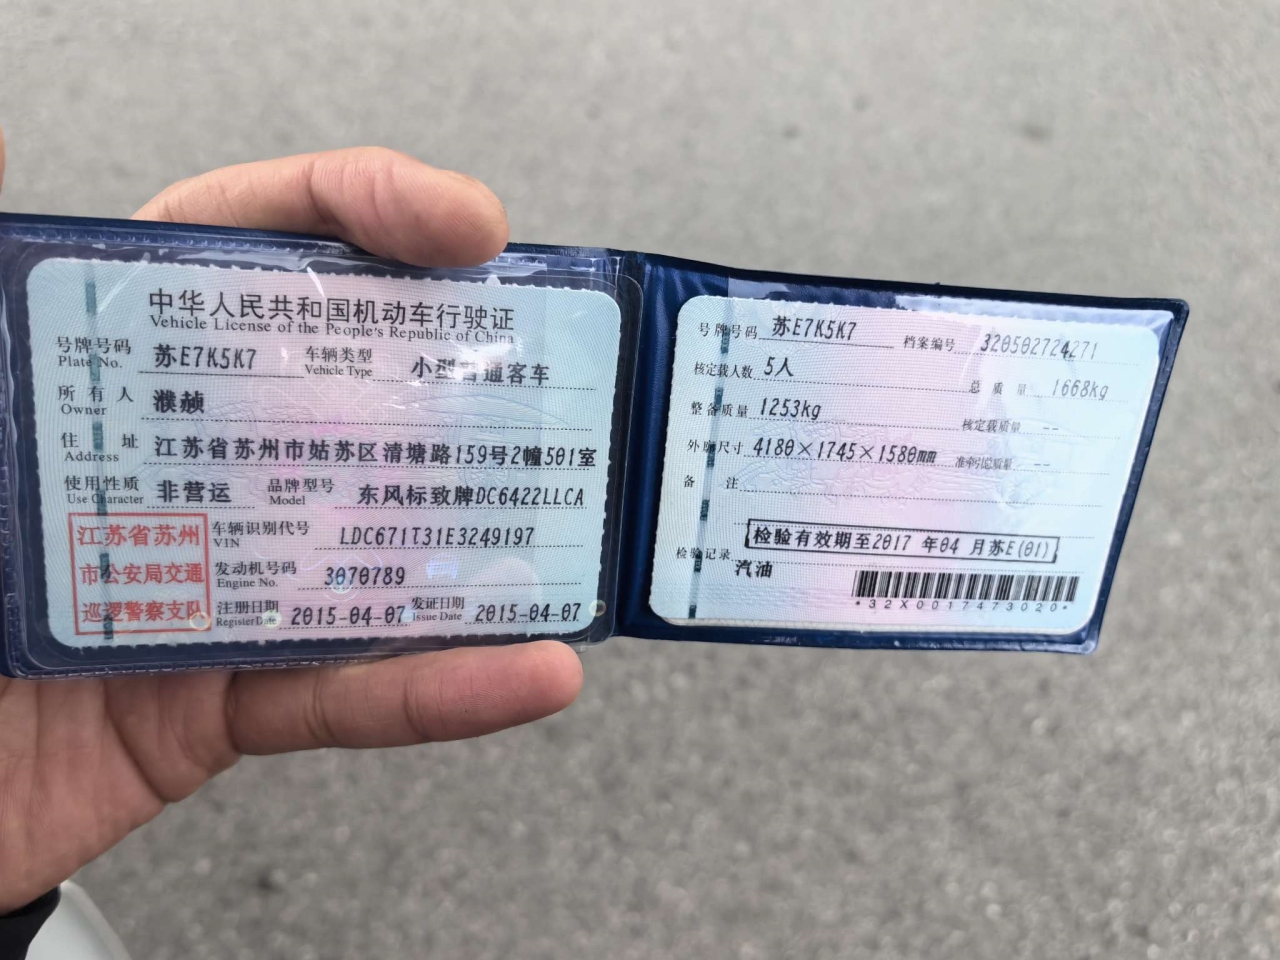 中华人民共和国机动车行驶证
Vehicle License of the People's Republic of China
号牌号码 苏E7K5K7 车辆类型 小型普通客车
Plate No. Vehicle Type
所有人 濮赪
Owner
住址 江苏省苏州市姑苏区清塘路159号2幢501室
Address
使用性质 非营运 品牌型号 东风标致牌DC6422LLCA
Use Character Model
江苏省苏州
市公安局交通
巡逻警察支队
车辆识别代号 LDC671T31E3249197
VIN
发动机号码 3070789
Engine No.
注册日期 2015-04-07 发证日期 2015-04-07
Register Date Issue Date
号牌号码 苏E7K5K7 档案编号 320502724271
核定载人数 5人 总质量 1668kg
整备质量 1253kg 核定载质量 --
外廓尺寸 4180×1745×1580mm 准牵引总质量 --
备注
检验记录 检验有效期至2017 年04 月苏E(01)
汽油
*32X0017473020*